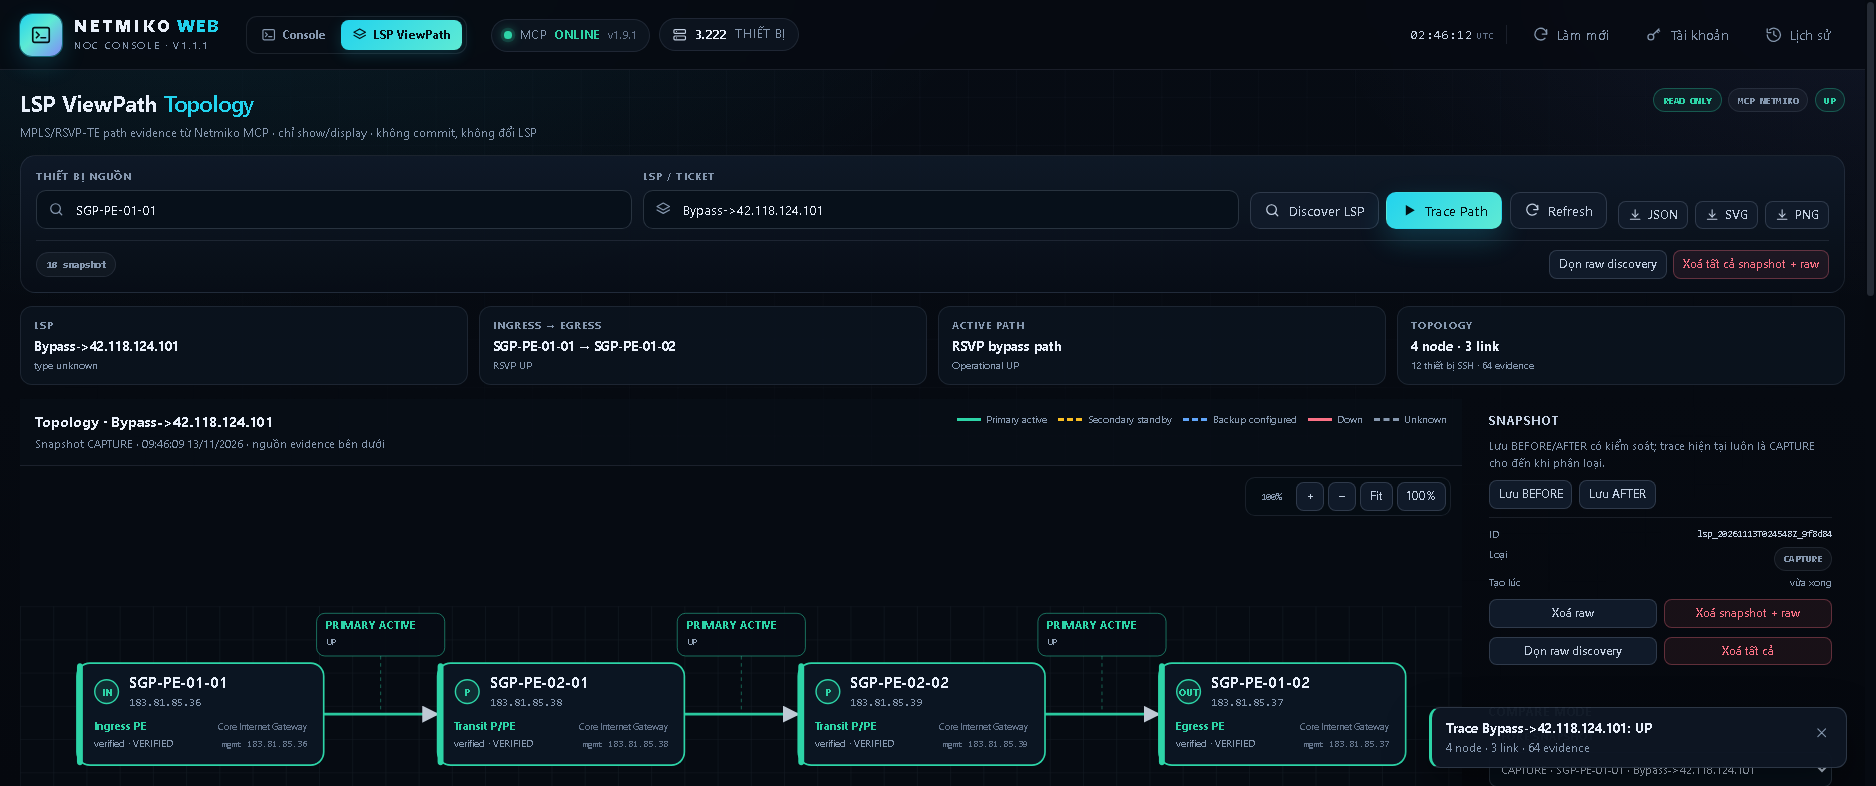 NETMIKO WEB
NOC CONSOLE · V1.1.1
Console
LSP ViewPath
MCP ONLINE v1.9.1
3.222 THIẾT BỊ
02:46:12 UTC
Làm mới
Tài khoản
Lịch sử
LSP ViewPath Topology
MPLS/RSVP-TE path evidence từ Netmiko MCP · chỉ show/display · không commit, không đổi LSP
READ ONLY
MCP NETMIKO
UP
THIẾT BỊ NGUỒN
SGP-PE-01-01
LSP / TICKET
Bypass->42.118.124.101
Discover LSP
Trace Path
Refresh
JSON
SVG
PNG
18 snapshot
Dọn raw discovery
Xoá tất cả snapshot + raw
LSP
Bypass->42.118.124.101
type unknown
INGRESS → EGRESS
SGP-PE-01-01 → SGP-PE-01-02
RSVP UP
ACTIVE PATH
RSVP bypass path
Operational UP
TOPOLOGY
4 node · 3 link
12 thiết bị SSH · 64 evidence
Topology · Bypass->42.118.124.101
Snapshot CAPTURE · 09:46:09 13/11/2026 · nguồn evidence bên dưới
Primary active
Secondary standby
Backup configured
Down
Unknown
100%
+
−
Fit
100%
PRIMARY ACTIVE
UP
PRIMARY ACTIVE
UP
PRIMARY ACTIVE
UP
IN
SGP-PE-01-01
183.81.85.36
Ingress PE
Core Internet Gateway
verified · VERIFIED
mgmt 183.81.85.36
P
SGP-PE-02-01
183.81.85.38
Transit P/PE
Core Internet Gateway
verified · VERIFIED
mgmt 183.81.85.38
P
SGP-PE-02-02
183.81.85.39
Transit P/PE
Core Internet Gateway
verified · VERIFIED
mgmt 183.81.85.39
OUT
SGP-PE-01-02
183.81.85.37
Egress PE
Core Internet Gateway
verified · VERIFIED
mgmt 183.81.85.37
SNAPSHOT
Lưu BEFORE/AFTER có kiểm soát; trace hiện tại luôn là CAPTURE
cho đến khi phân loại.
Lưu BEFORE
Lưu AFTER
ID
lsp_20261113T024548Z_9f8d84
Loại
CAPTURE
Tạo lúc
vừa xong
Xoá raw
Xoá snapshot + raw
Dọn raw discovery
Xoá tất cả
COMPARE MODE
Trace Bypass->42.118.124.101: UP
4 node · 3 link · 64 evidence
CAPTURE · SGP-PE-01-01 · Bypass->42.118.124.101